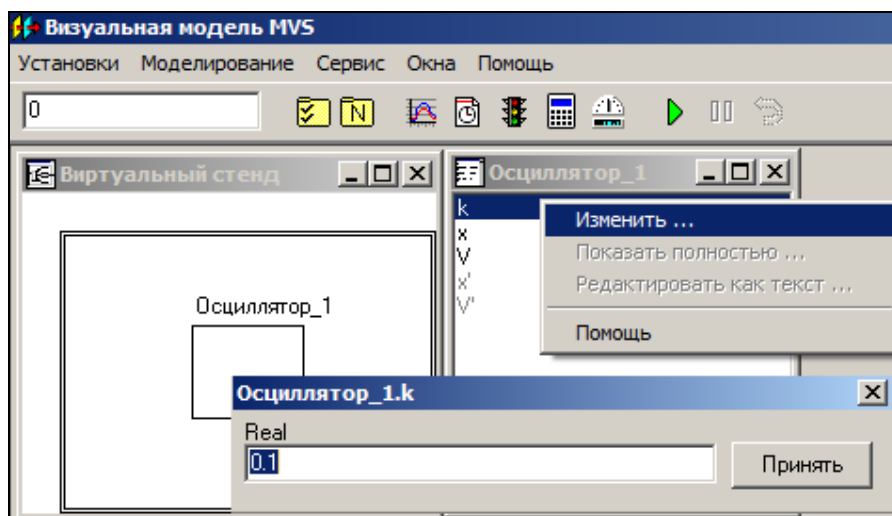 Визуальная модель MVS
Установки Моделирование Сервис Окна Помощь
0
N
Виртуальный стенд
Осциллятор_1
Осциллятор_1
k
x
V
x'
V'
Изменить ...
Показать полностью ...
Редактировать как текст ...
Помощь
Осциллятор_1.k
Real
0.1
Принять